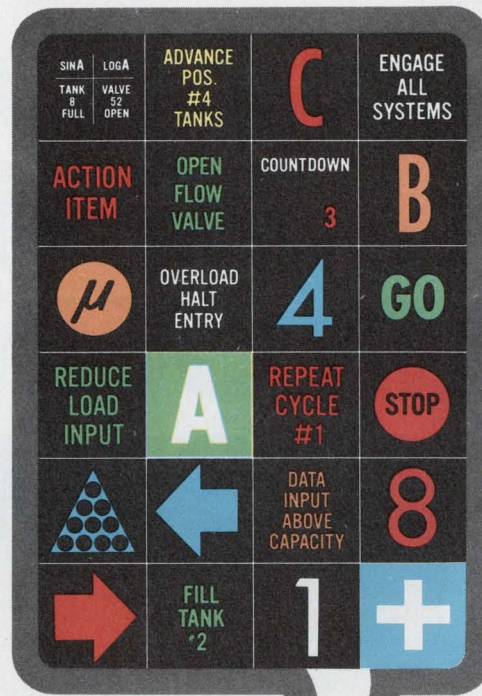 SIN A
LOG A
TANK
8
FULL
VALVE
52
OPEN
ADVANCE
POS.
#4
TANKS
C
ENGAGE
ALL
SYSTEMS
ACTION
ITEM
OPEN
FLOW
VALVE
COUNTDOWN
3
B
μ
OVERLOAD
HALT
ENTRY
4
GO
REDUCE
LOAD
INPUT
A
REPEAT
CYCLE
#1
STOP
DATA
INPUT
ABOVE
CAPACITY
8
FILL
TANK
#2
1
+